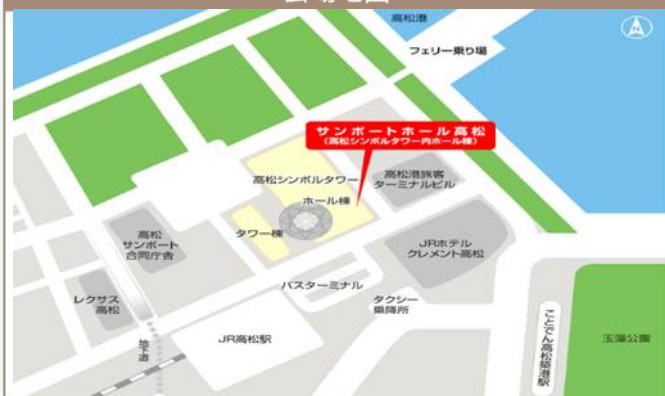 会場地図
高松港
フェリー乗り場
サンポートホール高松
(高松シンボルタワー内ホール棟)
高松シンボルタワー
ホール棟
高松港旅客
ターミナルビル
タワー棟
高松
サンポート
合同庁舎
JRホテル
クレメント高松
レクサス
高松
バスターミナル
タクシー
乗降所
地下道
JR高松駅
ことでん高松築港駅
玉藻公園